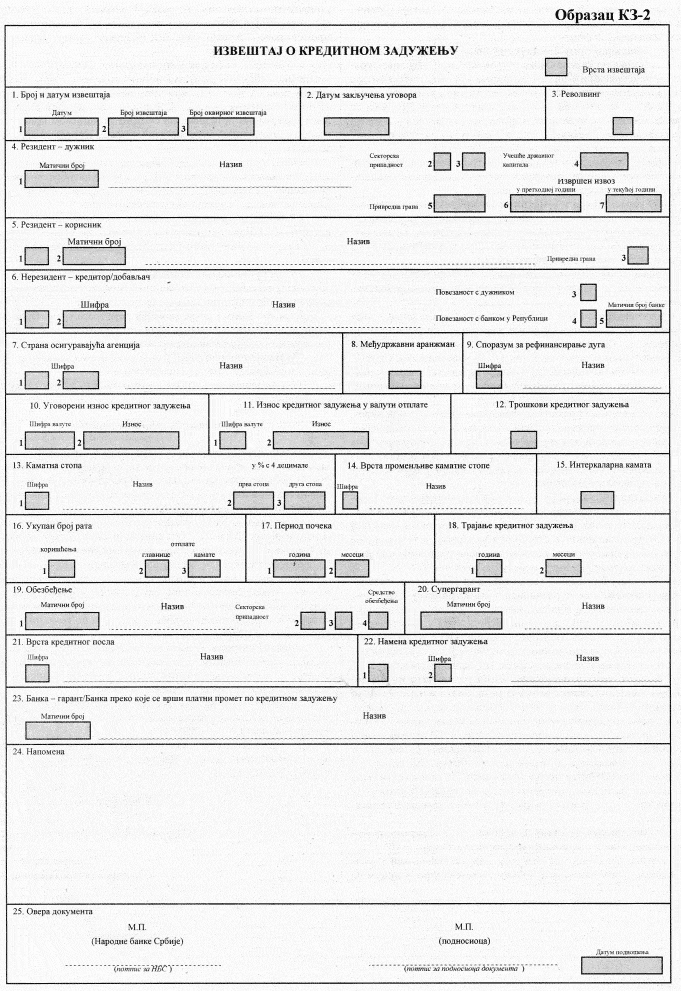 Образац КЗ-2
ИЗВЕШТАЈ О КРЕДИТНОМ ЗАДУЖЕЊУ
Врста извештаја
1. Број и датум извештаја
2. Датум закључења уговора
3. Револвинг
Датум Број извештаја Број оквирног извештаја
1 2 3
4. Резидент – дужник
Матични број Назив Секторска припадност 2 3 Учешће државног капитала 4
1
Извршен извоз
у претходној години у текућој години
Привредна грана 5 6 7
5. Резидент – корисник
Матични број Назив
1 2 Привредна грана 3
6. Нерезидент – кредитор/добављач
Повезаност с дужником 3
Шифра Назив Матични број банке
1 2 Повезаност с банком у Републици 4 5
7. Страна осигуравајућа агенција
8. Међудржавни аранжман
9. Споразум за рефинансирање дуга
Шифра Назив
1 2
Шифра Назив
10. Уговорени износ кредитног задужења
11. Износ кредитног задужења у валути отплате
12. Трошкови кредитног задужења
Шифра валуте Износ
1 2
Шифра валуте Износ
1 2
13. Каматна стопа у % с 4 децимале
14. Врста променљиве каматне стопе
15. Интеркаларна камата
Шифра Назив прва стопа друга стопа
1 2 3
Шифра Назив
16. Укупан број рата
17. Период почека
18. Трајање кредитног задужења
отплате
коришћења главнице камате
1 2 3
година месеци
1 2
година месеци
1 2
19. Обезбеђење
20. Супергарант
Матични број Назив Секторска припадност Средство обезбеђења
1 2 3 4
Матични број Назив
21. Врста кредитног посла
22. Намена кредитног задужења
Шифра Назив
Шифра Назив
1 2
23. Банка – гарант/Банка преко које се врши платни промет по кредитном задужењу
Матични број Назив
24. Напомена
25. Овера документа
М.П. М.П.
(Народне банке Србије) (подносиоца)
Датум подношења
(потпис за НБС) (потпис за подносиоца документа)